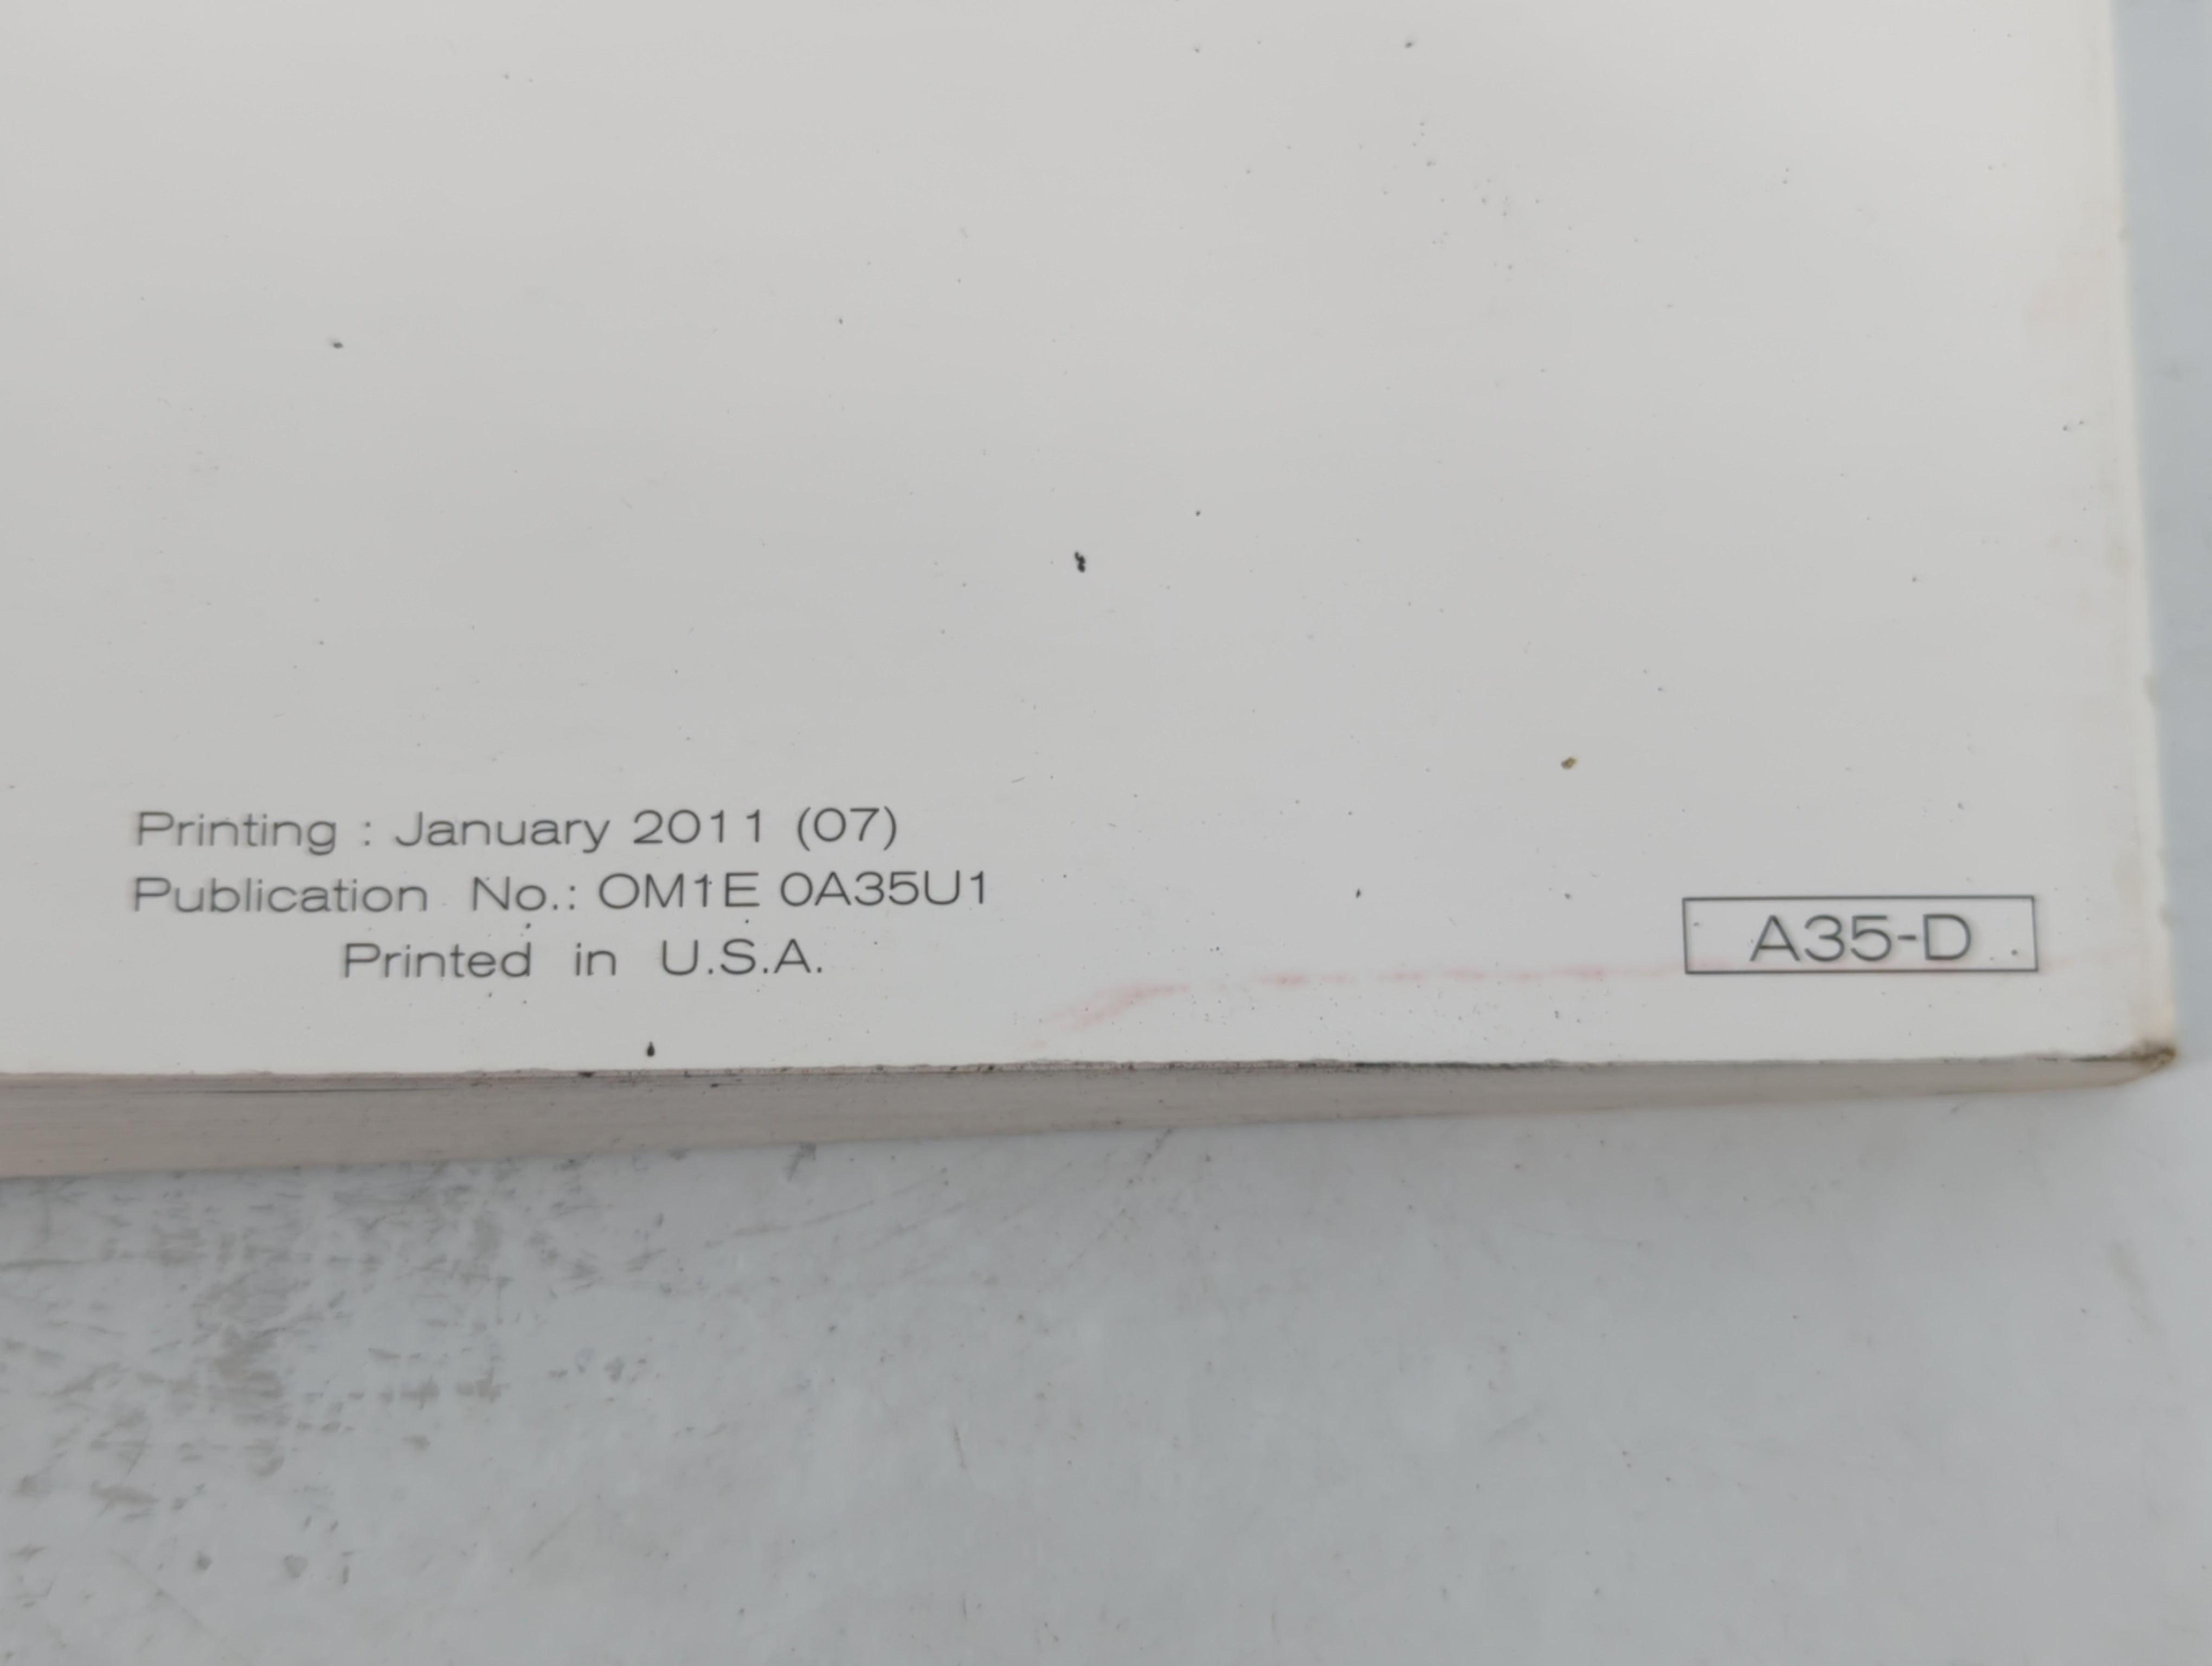 Printing : January 2011 (07)
Publication No.: OM1E 0A35U1
Printed in U.S.A.
A35-D